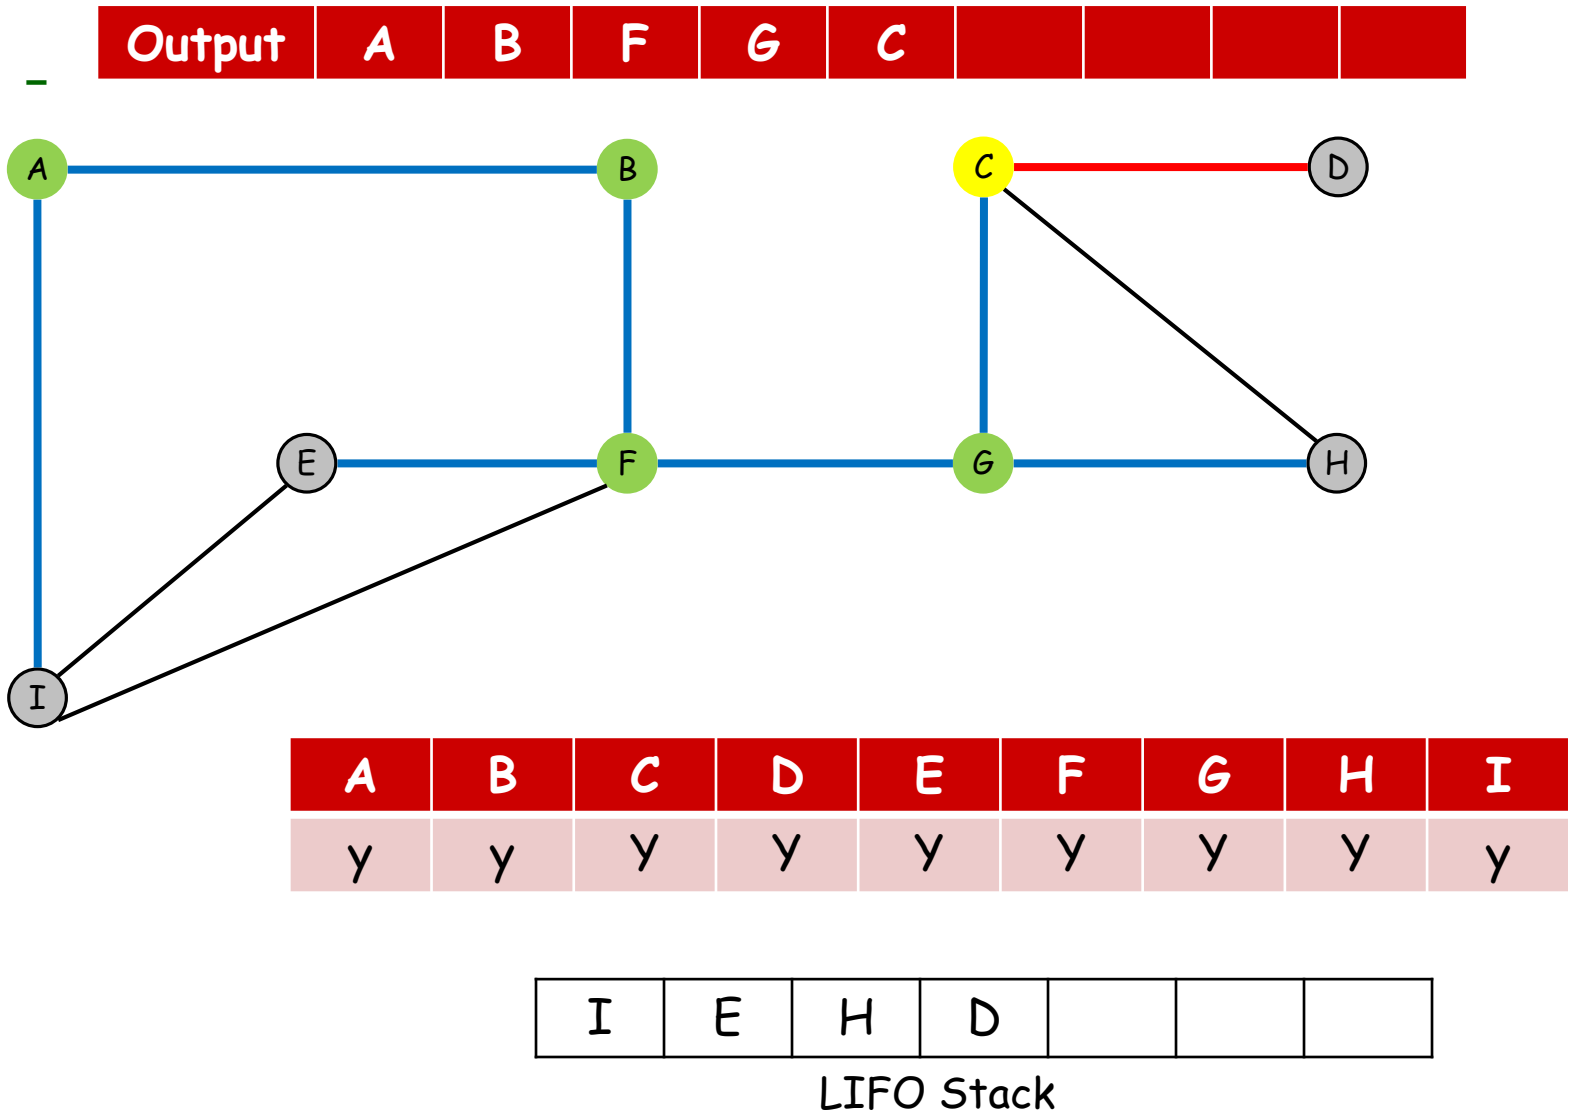 Output A B F G C
A B C D
E F G H
I
A B C D E F G H I
y y y y y y y y y
I E H D
LIFO Stack